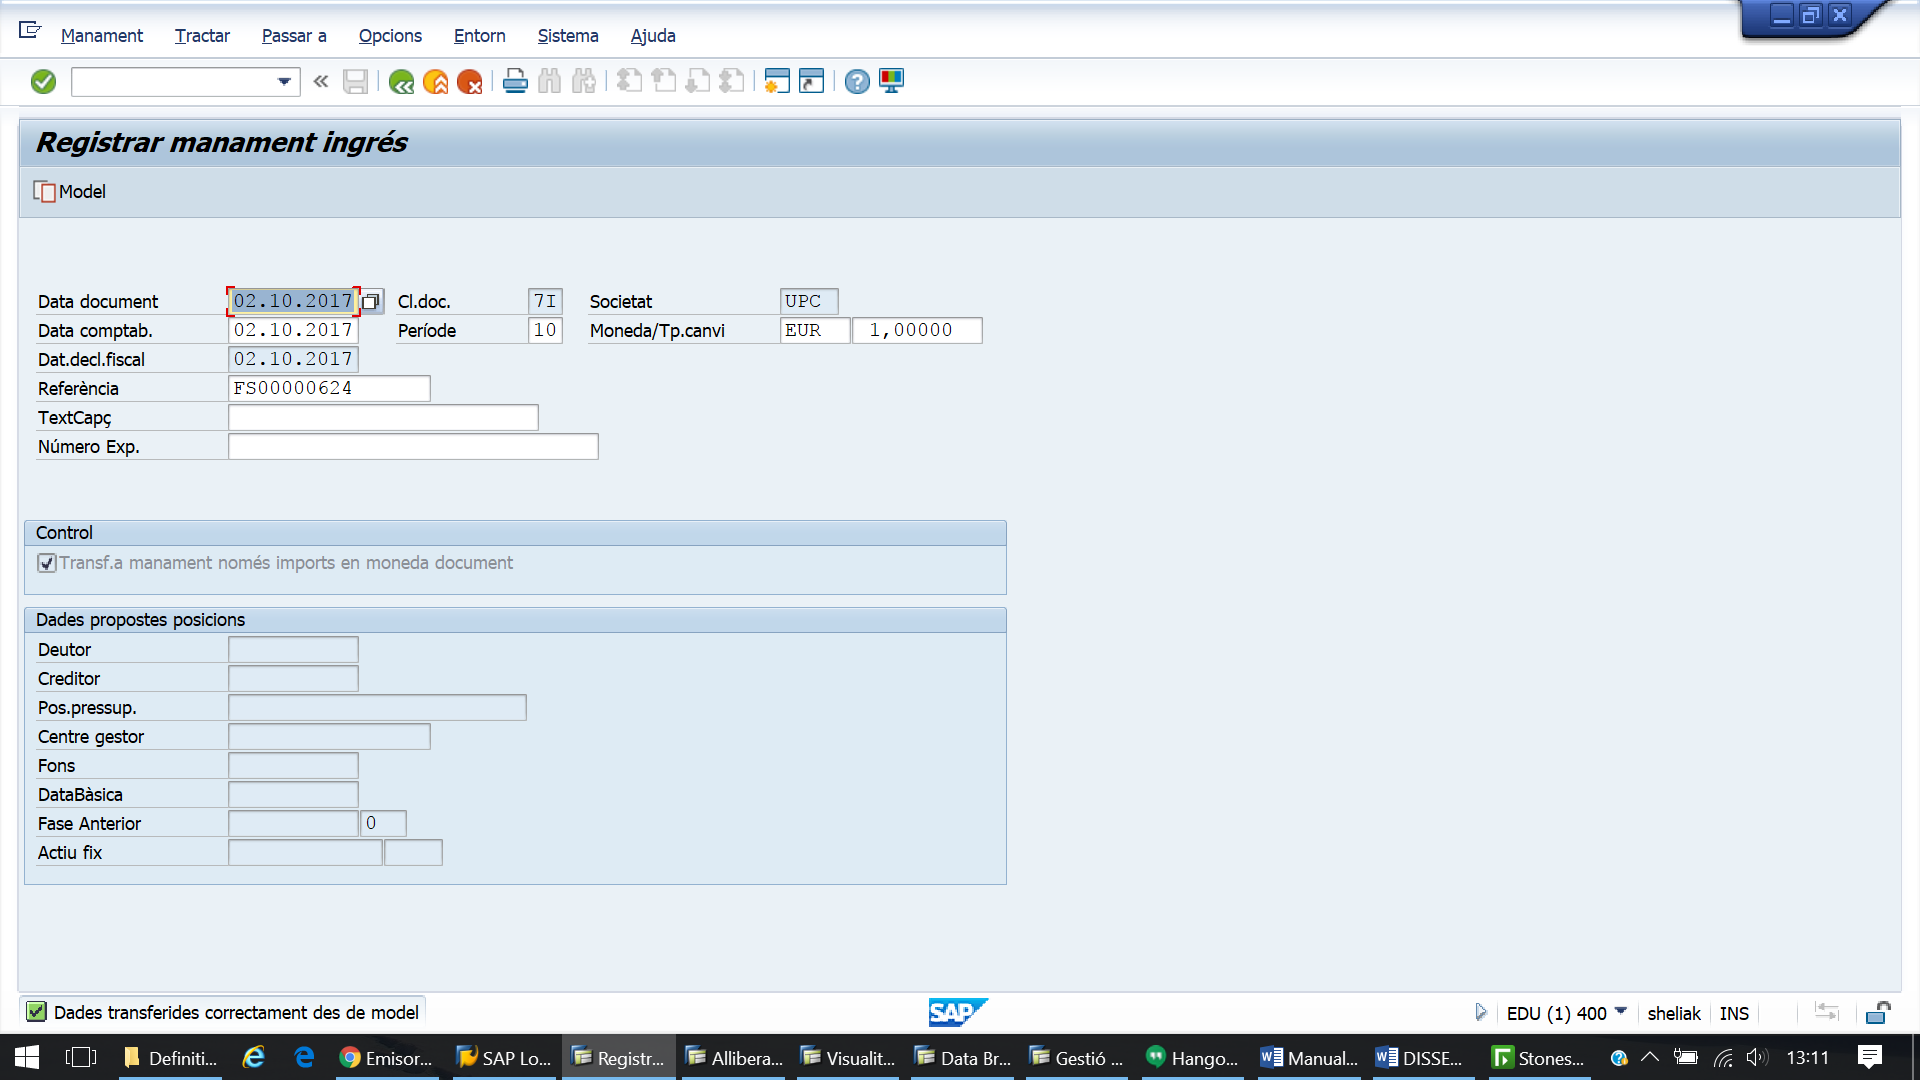 Manament Tractar Passar a Opcions Entorn Sistema Ajuda
Registrar manament ingrés
Model
Data document 02.10.2017 Cl.doc. 7I Societat UPC
Data comptab. 02.10.2017 Període 10 Moneda/Tp.canvi EUR 1,00000
Dat.decl.fiscal 02.10.2017
Referència FS00000624
TextCapç
Número Exp.
Control
Transf.a manament només imports en moneda document
Dades propostes posicions
Deutor
Creditor
Pos.pressup.
Centre gestor
Fons
DataBàsica
Fase Anterior 0
Actiu fix
Dades transferides correctament des de model SAP EDU (1) 400 sheliak INS
Definiti... Emisor... SAP Lo... Registr... Allibera... Visualit... Data Br... Gestió ... Hango... Manual... DISSE... Stones... 13:11